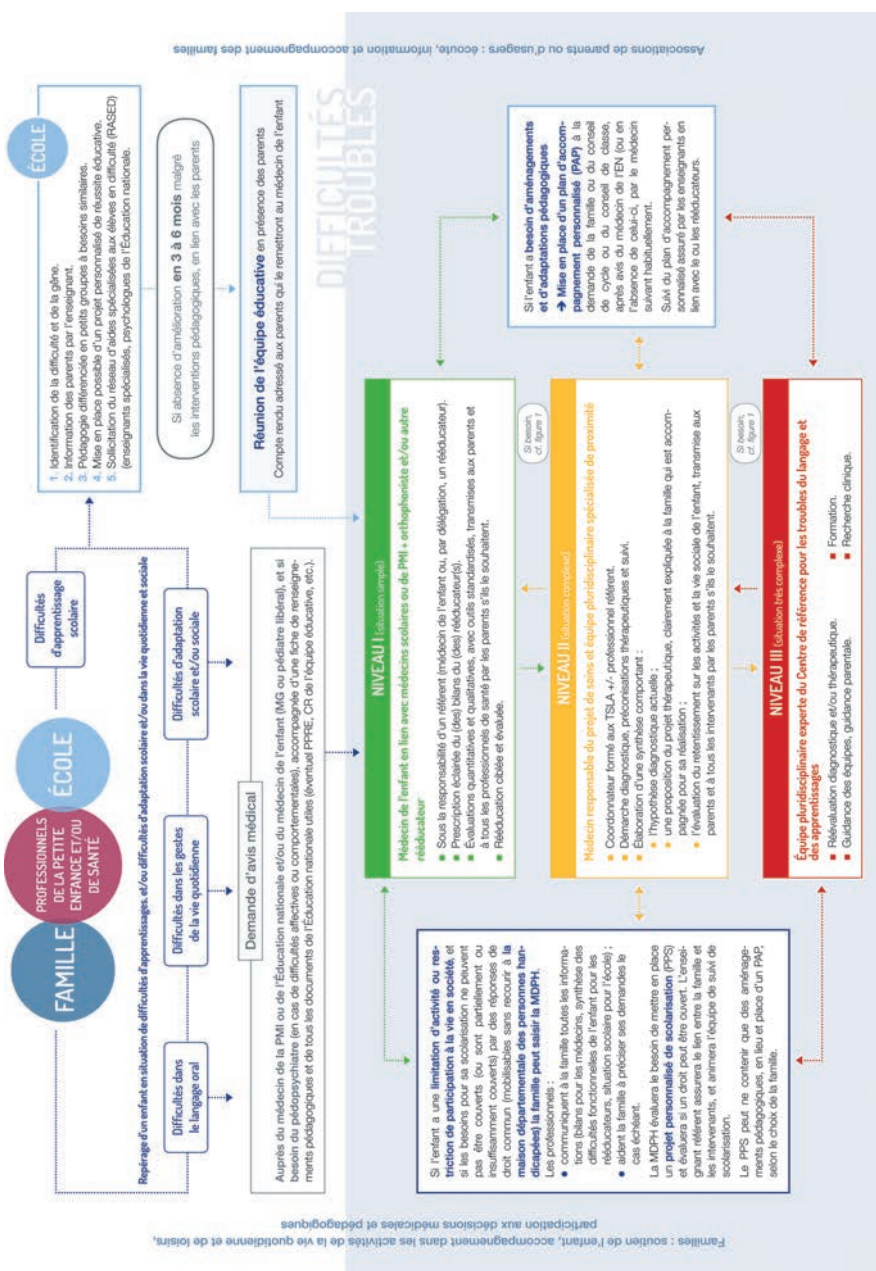 FAMILLE
PROFESSIONNELS
DE LA PETITE
ENFANCE ET/OU
DE SANTÉ
ÉCOLE
Repérage d'un enfant en situation de difficultés d'apprentissages, et/ou difficultés d'adaptation scolaire et/ou dans la vie quotidienne et sociale
Difficultés dans
le langage oral
Difficultés dans les gestes
de la vie quotidienne
Difficultés d'adaptation
scolaire et/ou sociale
Difficultés
d'apprentissage
scolaire
ÉCOLE
1. Identification de la difficulté et de la gêne.
2. Information des parents par l'enseignant.
3. Pédagogie différenciée en petits groupes à besoins similaires.
4. Mise en place possible d'un projet personnalisé de réussite éducative.
5. Sollicitation du réseau d'aides spécialisées aux élèves en difficulté (RASED)
(enseignants spécialisés, psychologues de l'Éducation nationale.
Si absence d'amélioration en 3 à 6 mois malgré
les interventions pédagogiques, en lien avec les parents
Réunion de l'équipe éducative en présence des parents
Compte rendu adressé aux parents qui le remettront au médecin de l'enfant
Demande d'avis médical
Auprès du médecin de la PMI ou de l'Éducation nationale et/ou du médecin de l'enfant (MG ou pédiatre libéral), et si
besoin du pédopsychiatre (en cas de difficultés affectives ou comportementales), accompagnée d'une fiche de renseigne-
ments pédagogiques et de tous les documents de l'Éducation nationale utiles (éventuel PPRE, CR de l'équipe éducative, etc.).
DIFFICULTÉS
TROUBLES
NIVEAU I (situation simple)
Médecin de l'enfant en lien avec médecins scolaires ou de PMI + orthophoniste et/ou autre
rééducateur
■ Sous la responsabilité d'un référent (médecin de l'enfant ou, par délégation, un rééducateur).
■ Prescription éclairée du (des) bilans du (des) rééducateur(s).
■ Évaluations quantitatives et qualitatives, avec outils standardisés, transmises aux parents et
à tous les professionnels de santé par les parents s'ils le souhaitent.
■ Rééducation ciblée et évaluée.
Si besoin,
cf. figure 1
NIVEAU II (situation complexe)
Médecin responsable du projet de soins et équipe pluridisciplinaire spécialisée de proximité
■ Coordonnateur formé aux TSLA +/- professionnel référent.
■ Démarche diagnostique, préconisations thérapeutiques et suivi.
■ Élaboration d'une synthèse comportant :
■ l'hypothèse diagnostique actuelle ;
■ une proposition du projet thérapeutique, clairement expliquée à la famille qui est accom-
pagnée pour sa réalisation ;
■ l'évaluation du retentissement sur les activités et la vie sociale de l'enfant, transmise aux
parents et à tous les intervenants par les parents s'ils le souhaitent.
Si besoin,
cf. figure 1
NIVEAU III (situation très complexe)
Équipe pluridisciplinaire experte du Centre de référence pour les troubles du langage et
des apprentissages
■ Réévaluation diagnostique et/ou thérapeutique.
■ Guidance des équipes, guidance parentale.
■ Formation.
■ Recherche clinique.
Si l'enfant a une limitation d'activité ou res-
triction de participation à la vie en société, et
si les besoins pour sa scolarisation ne peuvent
pas être couverts (ou sont partiellement ou
insuffisamment couverts) par des réponses de
droit commun (mobilisables sans recourir à la
maison départementale des personnes han-
dicapées) la famille peut saisir la MDPH.
Les professionnels :
● communiquent à la famille toutes les informa-
tions (bilans pour les médecins, synthèse des
difficultés fonctionnelles de l'enfant pour les
rééducateurs, situation scolaire pour l'école) ;
● aident la famille à préciser ses demandes le
cas échéant.
La MDPH évaluera le besoin de mettre en place
un projet personnalisé de scolarisation (PPS)
et évaluera si un droit peut être ouvert. L'ensei-
gnant référent assurera le lien entre la famille et
les intervenants, et animera l'équipe de suivi de
scolarisation.
Le PPS peut ne contenir que des aménage-
ments pédagogiques, en lieu et place d'un PAP,
selon le choix de la famille.
Si l'enfant a besoin d'aménagements
et d'adaptations pédagogiques
→ Mise en place d'un plan d'accom-
pagnement personnalisé (PAP) à la
demande de la famille ou du conseil
de cycle ou du conseil de classe,
après avis du médecin de l'EN (ou en
l'absence de celui-ci, par le médecin
suivant habituellement.
Suivi du plan d'accompagnement per-
sonnalisé assuré par les enseignants en
lien avec le ou les rééducateurs.
Familles : soutien de l'enfant, accompagnement dans les activités de la vie quotidienne et de loisirs,
participation aux décisions médicales et pédagogiques
Associations de parents ou d'usagers : écoute, information et accompagnement des familles